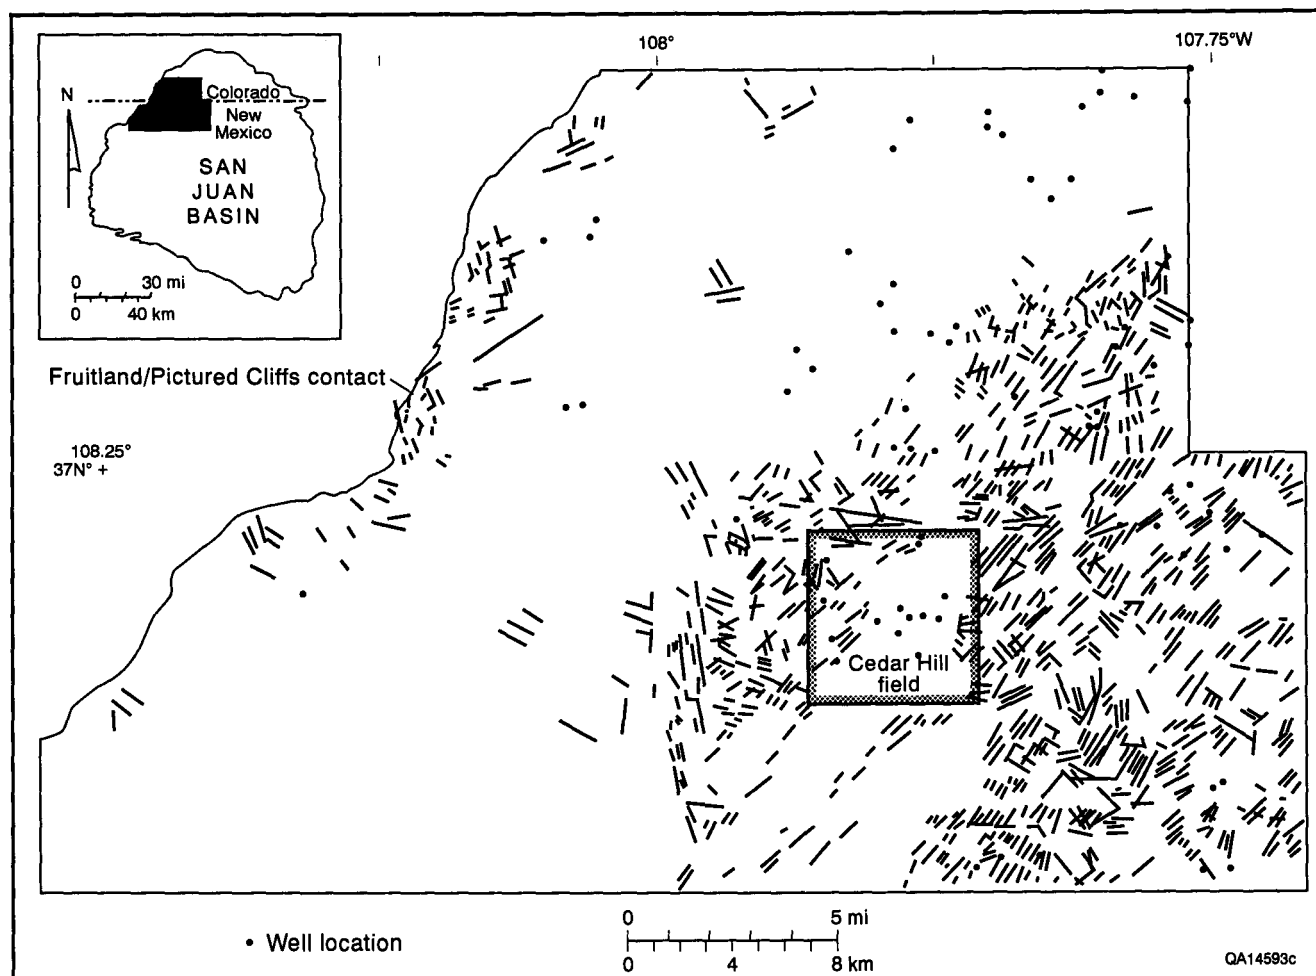 108°
107.75°W
N
Colorado
New
Mexico
SAN
JUAN
BASIN
0 30 mi
0 40 km
Fruitland/Pictured Cliffs contact
108.25°
37N° +
Cedar Hill
field
• Well location
0 5 mi
0 4 8 km
QA14593c